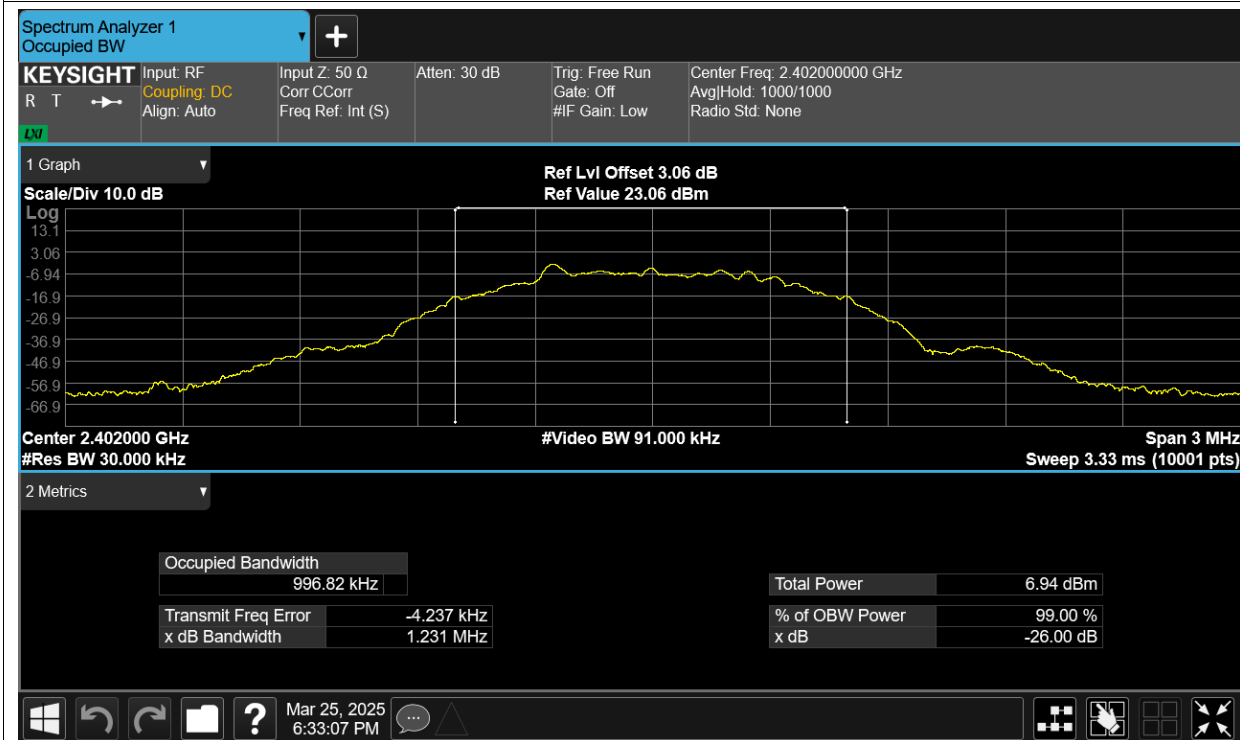 Spectrum Analyzer 1
Occupied BW
KEYSIGHT
R T
LXI
Input: RF
Coupling: DC
Align: Auto
Input Z: 50 Ω
Corr CCorr
Freq Ref: Int (S)
Atten: 30 dB
Trig: Free Run
Gate: Off
#IF Gain: Low
Center Freq: 2.402000000 GHz
Avg|Hold: 1000/1000
Radio Std: None
1 Graph
Scale/Div 10.0 dB
Ref Lvl Offset 3.06 dB
Ref Value 23.06 dBm
Log
13.1
3.06
-6.94
-16.9
-26.9
-36.9
-46.9
-56.9
-66.9
Center 2.402000 GHz
#Video BW 91.000 kHz
Span 3 MHz
#Res BW 30.000 kHz
Sweep 3.33 ms (10001 pts)
2 Metrics
Occupied Bandwidth
996.82 kHz
Transmit Freq Error -4.237 kHz
x dB Bandwidth 1.231 MHz
Total Power 6.94 dBm
% of OBW Power 99.00 %
x dB -26.00 dB
?
Mar 25, 2025
6:33:07 PM